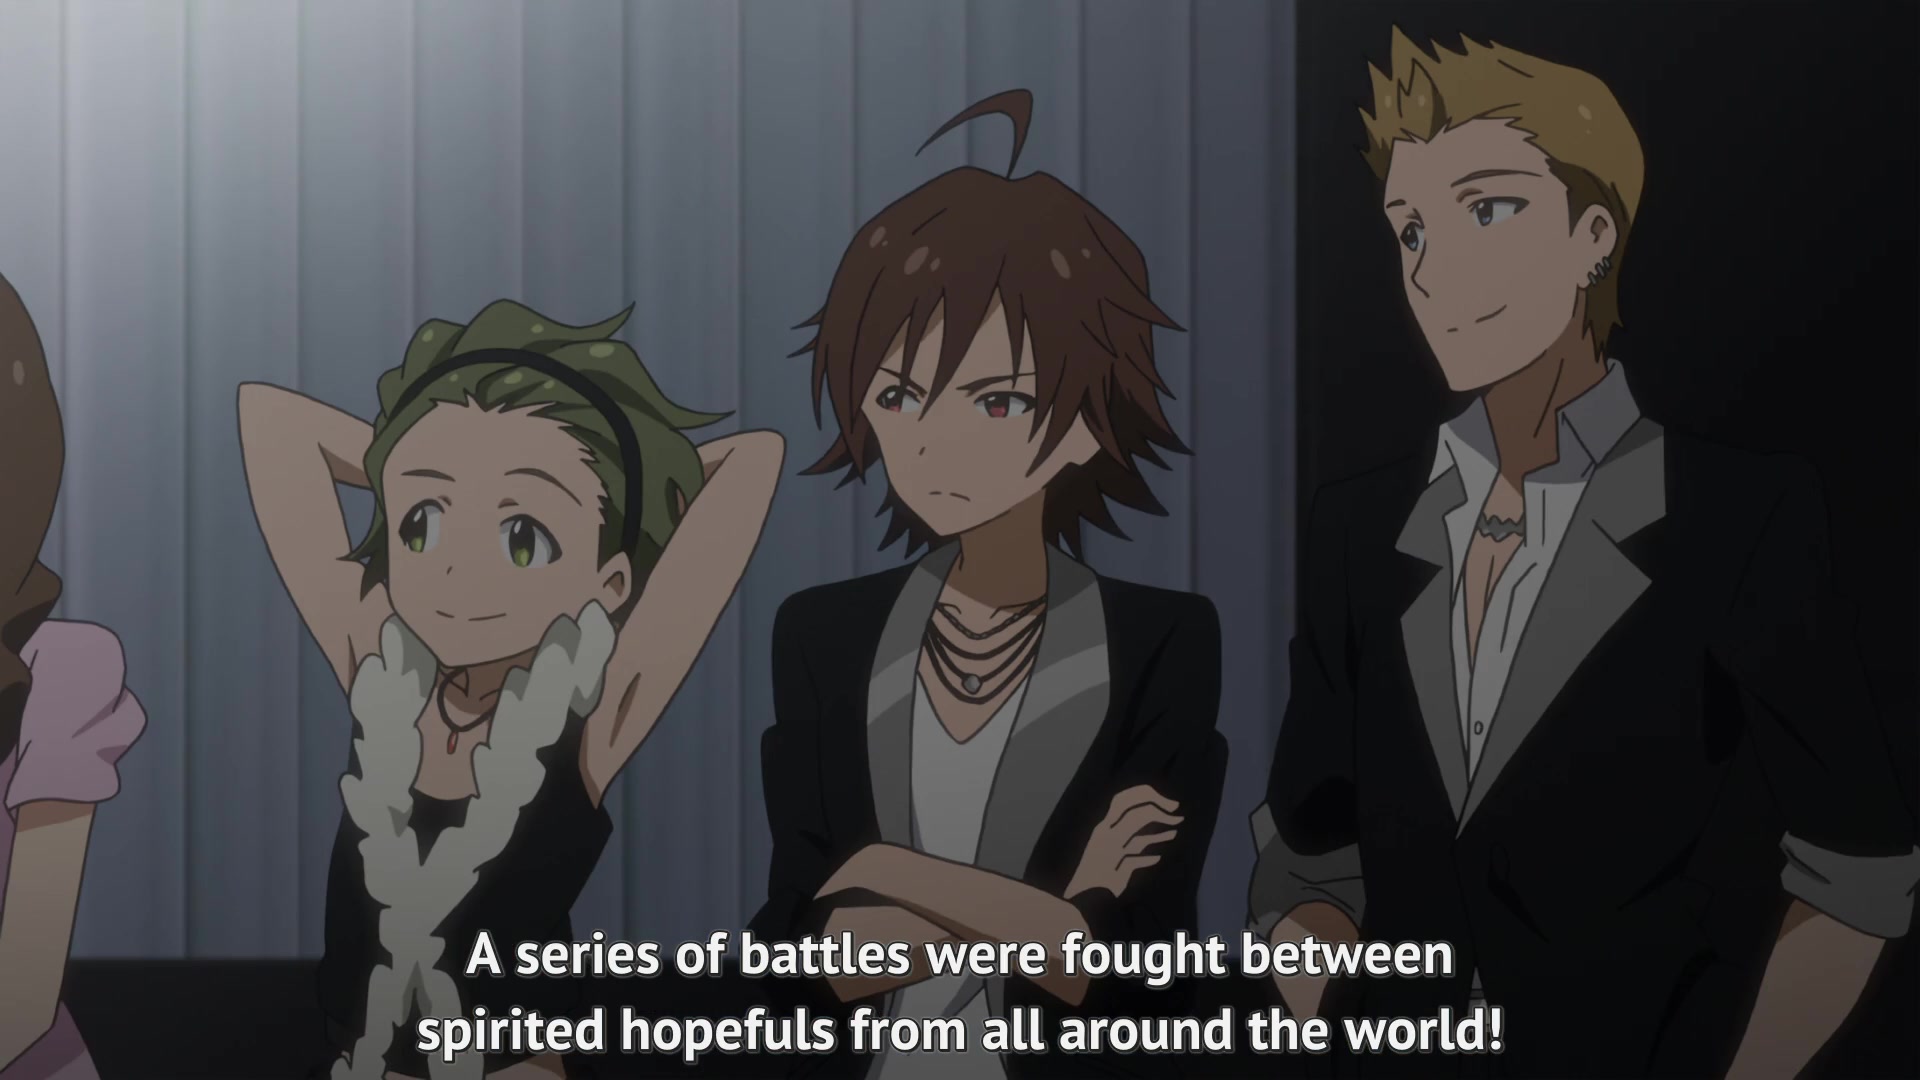 A series of battles were fought between
spirited hopefuls from all around the world!